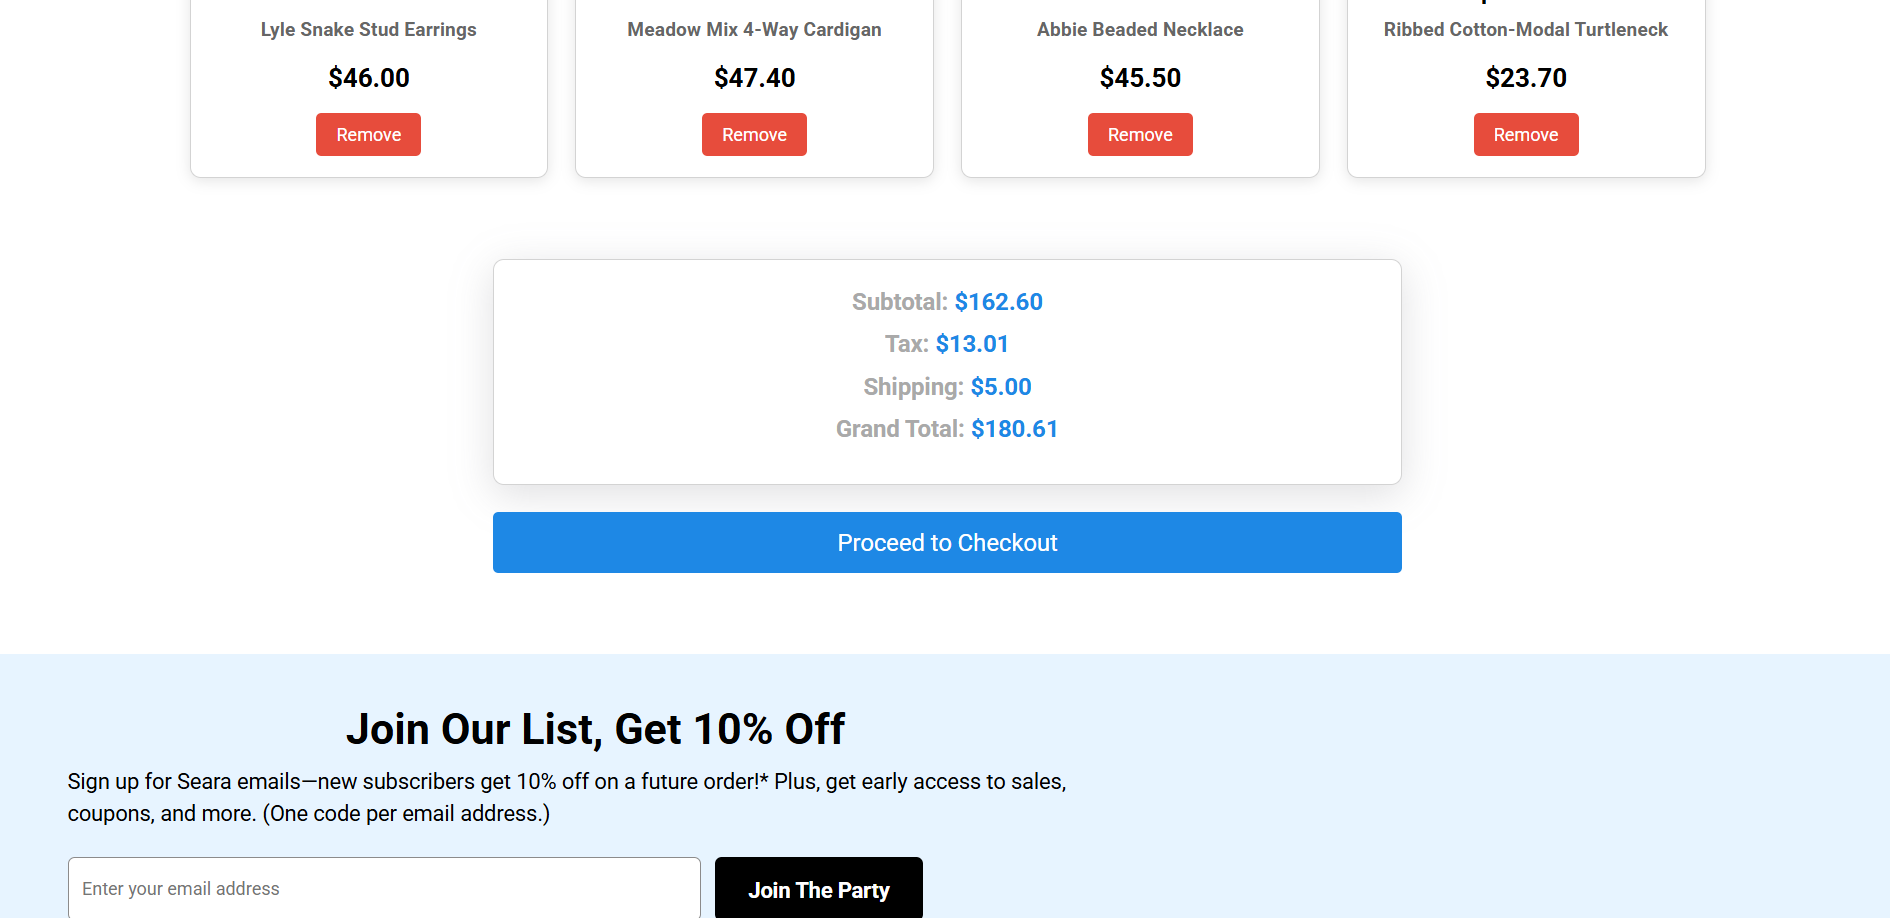 Lyle Snake Stud Earrings
$46.00
Remove
Meadow Mix 4-Way Cardigan
$47.40
Remove
Abbie Beaded Necklace
$45.50
Remove
Ribbed Cotton-Modal Turtleneck
$23.70
Remove
Subtotal: $162.60
Tax: $13.01
Shipping: $5.00
Grand Total: $180.61
Proceed to Checkout
Join Our List, Get 10% Off
Sign up for Seara emails—new subscribers get 10% off on a future order!* Plus, get early access to sales,
coupons, and more. (One code per email address.)
Enter your email address
Join The Party